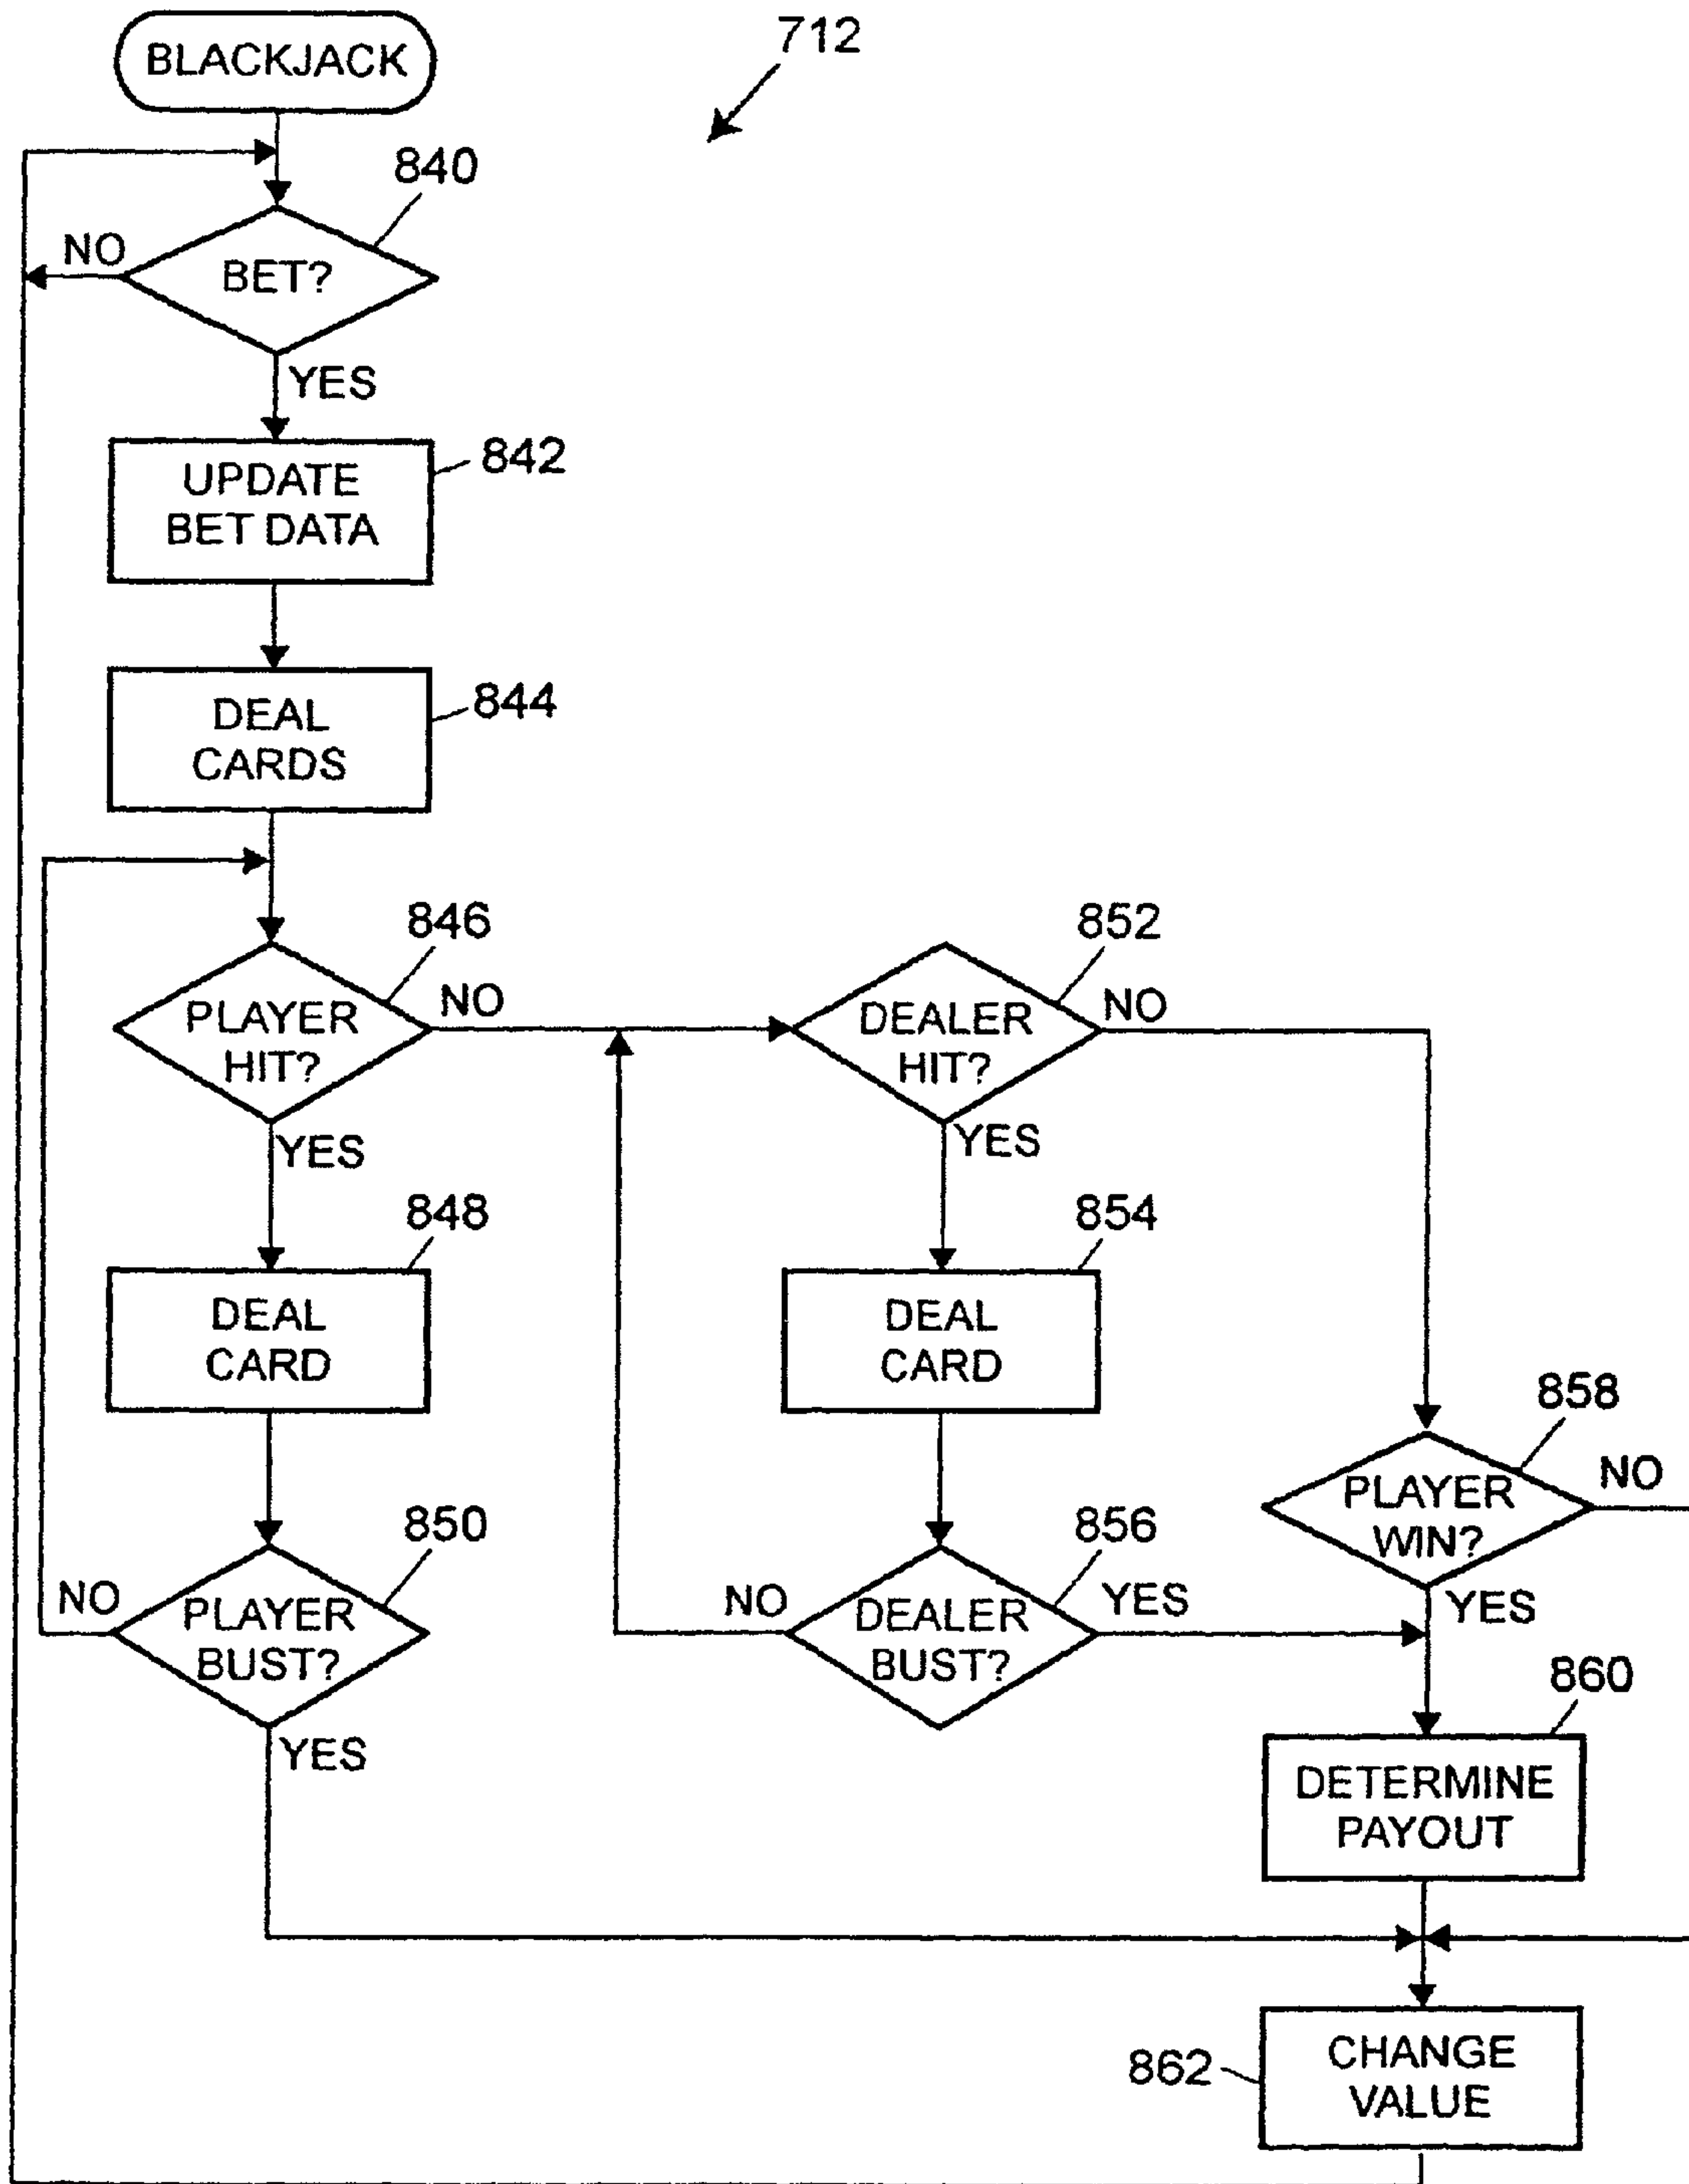 BLACKJACK
712
840
NO
BET?
YES
842
UPDATE
BET DATA
844
DEAL
CARDS
846
PLAYER
HIT?
NO
YES
852
DEALER
HIT?
NO
YES
848
DEAL
CARD
854
DEAL
CARD
850
NO
PLAYER
BUST?
YES
856
NO
DEALER
BUST?
YES
858
PLAYER
WIN?
NO
YES
860
DETERMINE
PAYOUT
862
CHANGE
VALUE